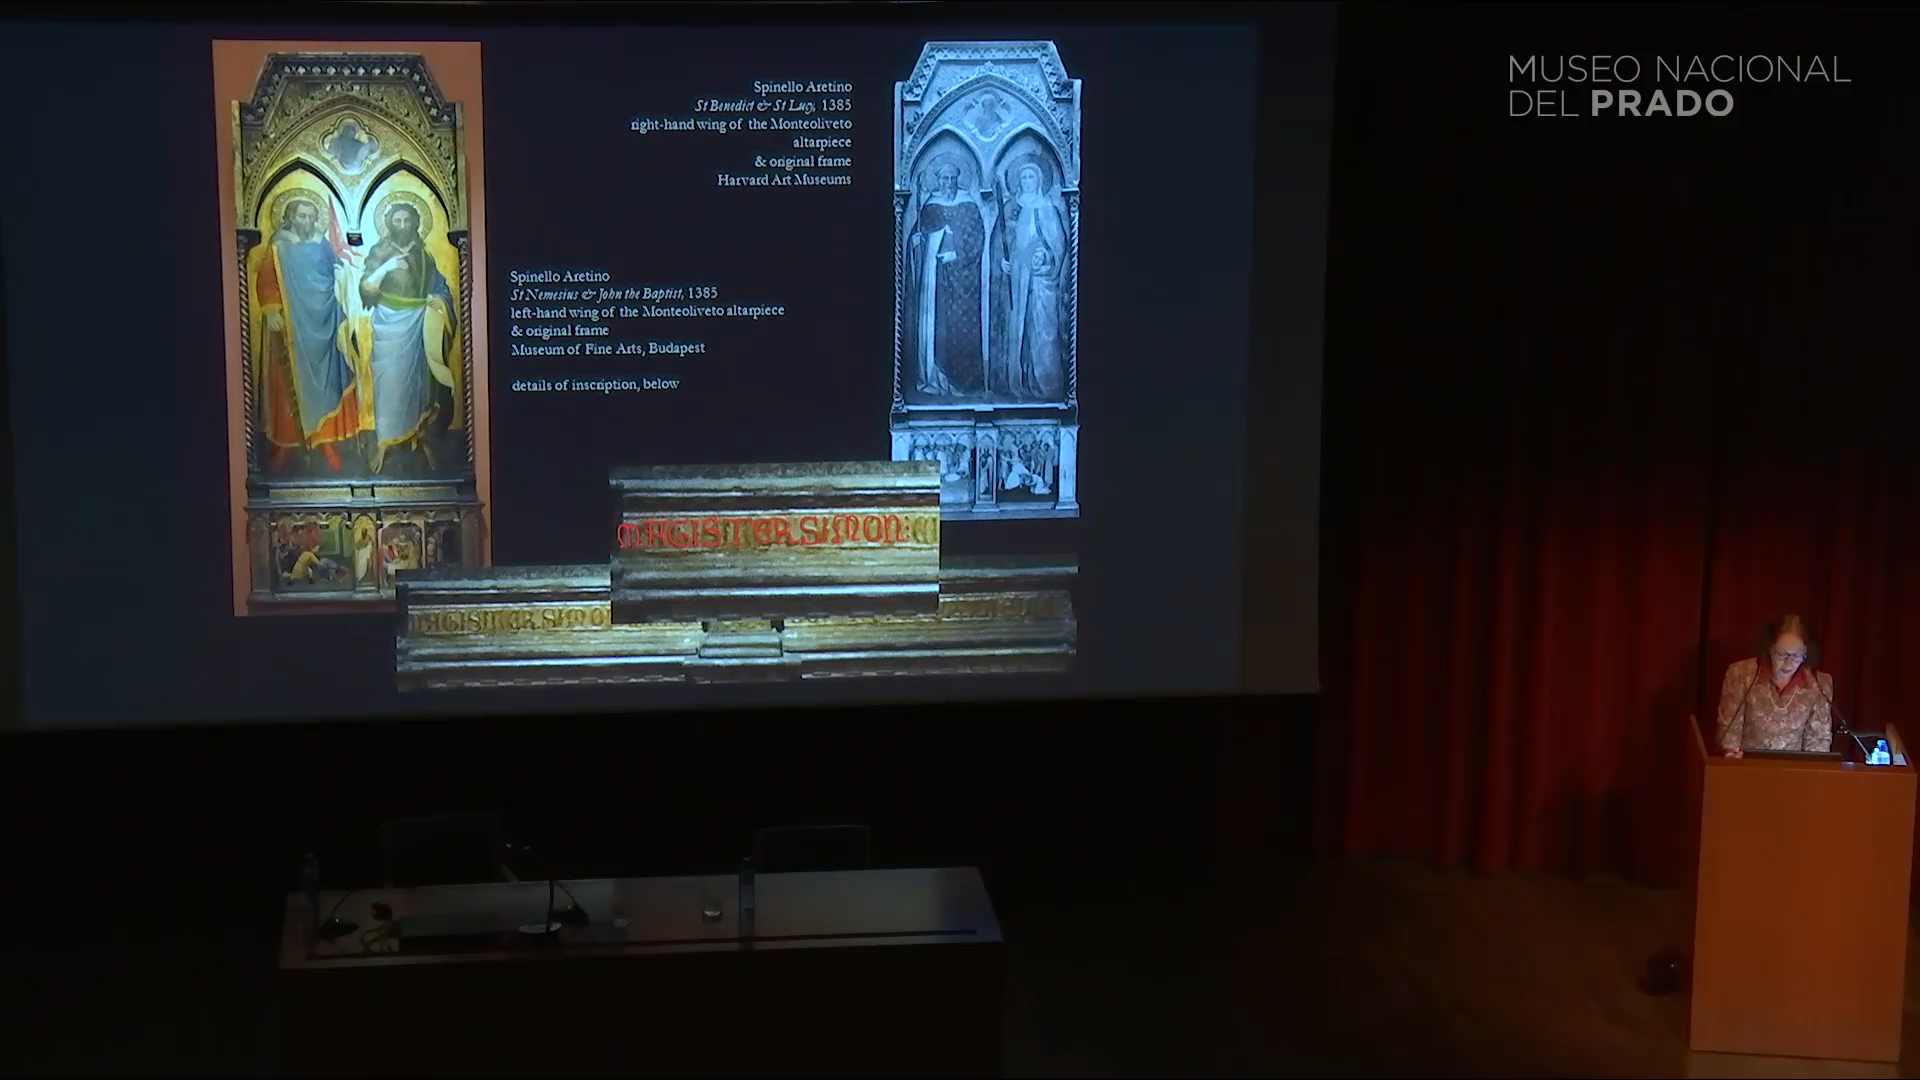 MUSEO NACIONAL
DEL PRADO
Spinello Aretino
St Benedict & St Lucy, 1385
right-hand wing of the Monteoliveto
altarpiece
& original frame
Harvard Art Museums
Spinello Aretino
St Nemesius & John the Baptist, 1385
left-hand wing of the Monteoliveto altarpiece
& original frame
Museum of Fine Arts, Budapest
details of inscription, below
MAGISTER.SIMON: